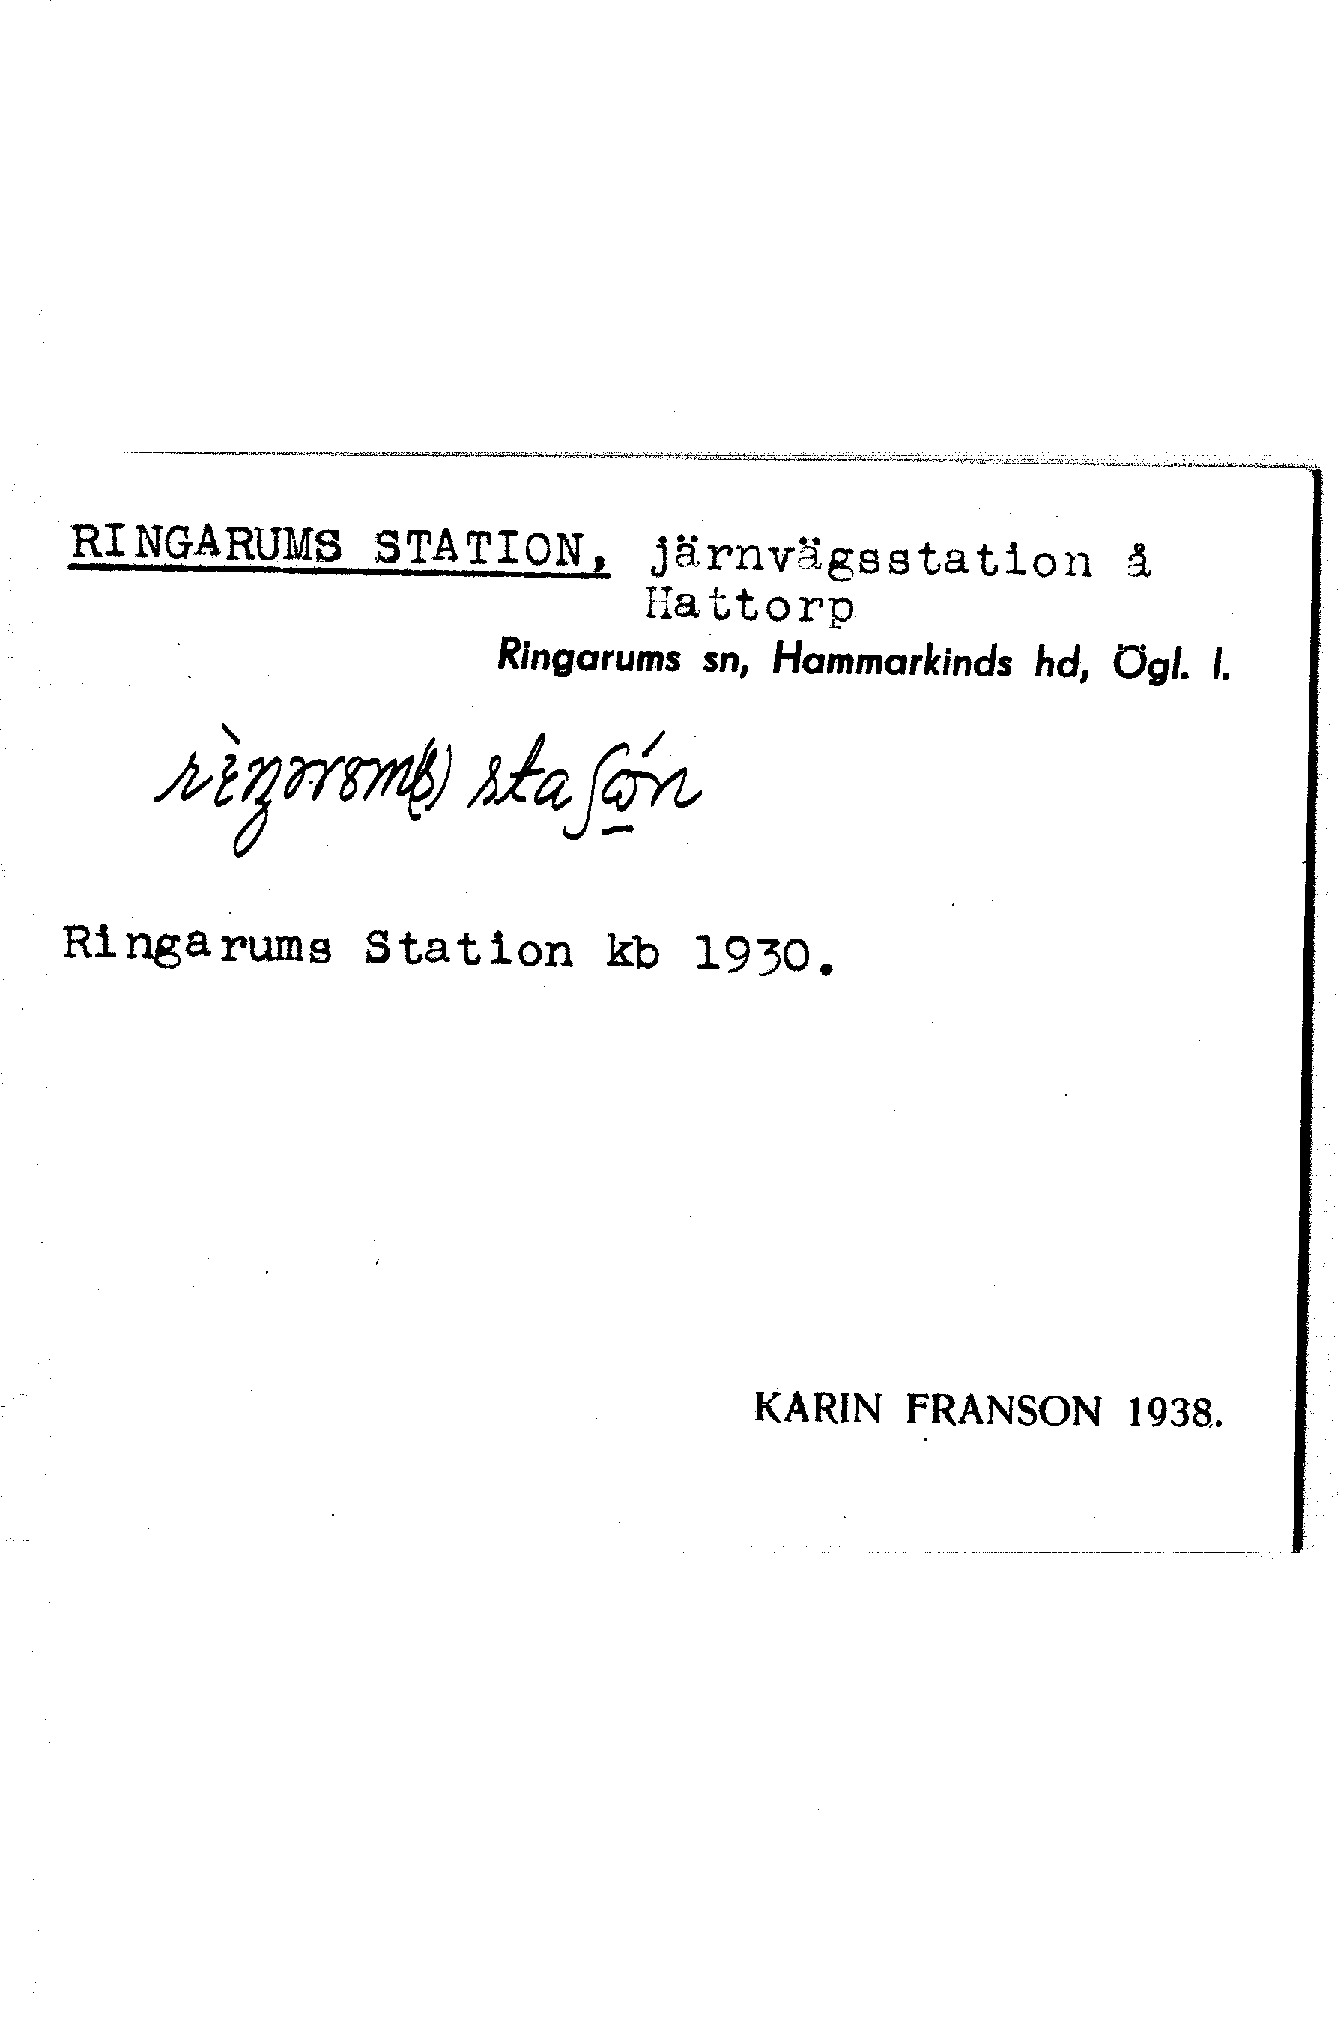 RINGARUMS STATION, järnvägsstation å
Hattorp
Ringarums sn, Hammarkinds hd, Ögl. l.
Ringarums Station kb 1930.
KARIN FRANSON 1938.